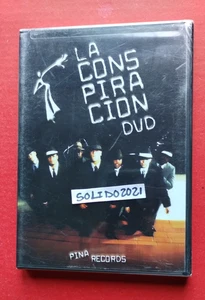 LA
CONS
PIRA
CION
DVD
SOLIDO2021
PINA RECORDS